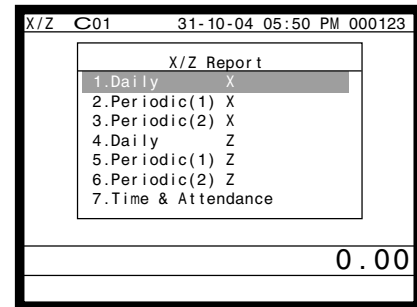 X/Z C01 31-10-04 05:50 PM 000123
X/Z Report
1.Daily X
2.Periodic(1) X
3.Periodic(2) X
4.Daily Z
5.Periodic(1) Z
6.Periodic(2) Z
7.Time & Attendance
0.00